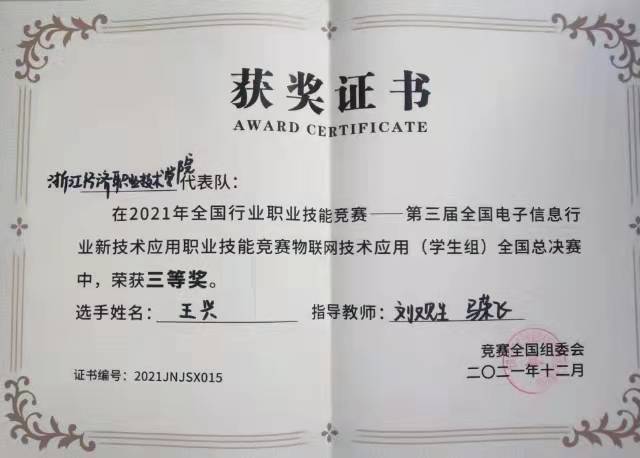 获奖证书
AWARD CERTIFICATE
浙江经济职业技术学院代表队：
在2021年全国行业职业技能竞赛——第三届全国电子信息行
业新技术应用职业技能竞赛物联网技术应用（学生组）全国总决赛
中，荣获三等奖。
选手姓名：王兴 指导教师：刘观生 马荣飞
竞赛全国组委会
证书编号：2021JNJSX015 二〇二一年十二月